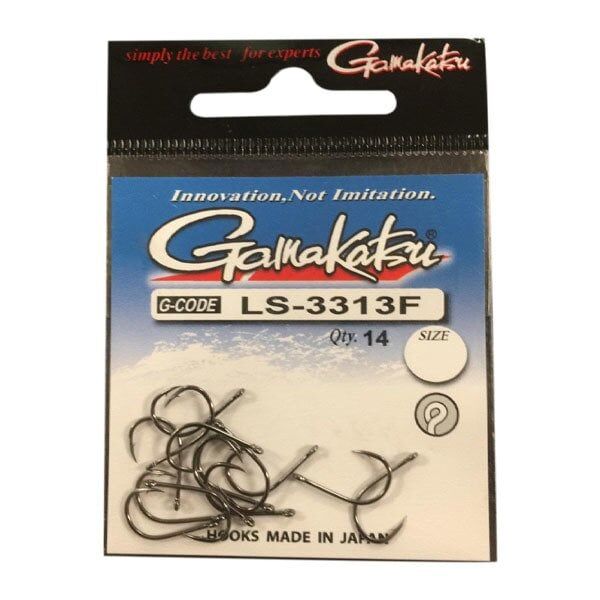 simply the best for experts Gamakatsu
Innovation, Not Imitation.
Gamakatsu®
G-CODE LS-3313F
Qty. 14 SIZE
HOOKS MADE IN JAPAN